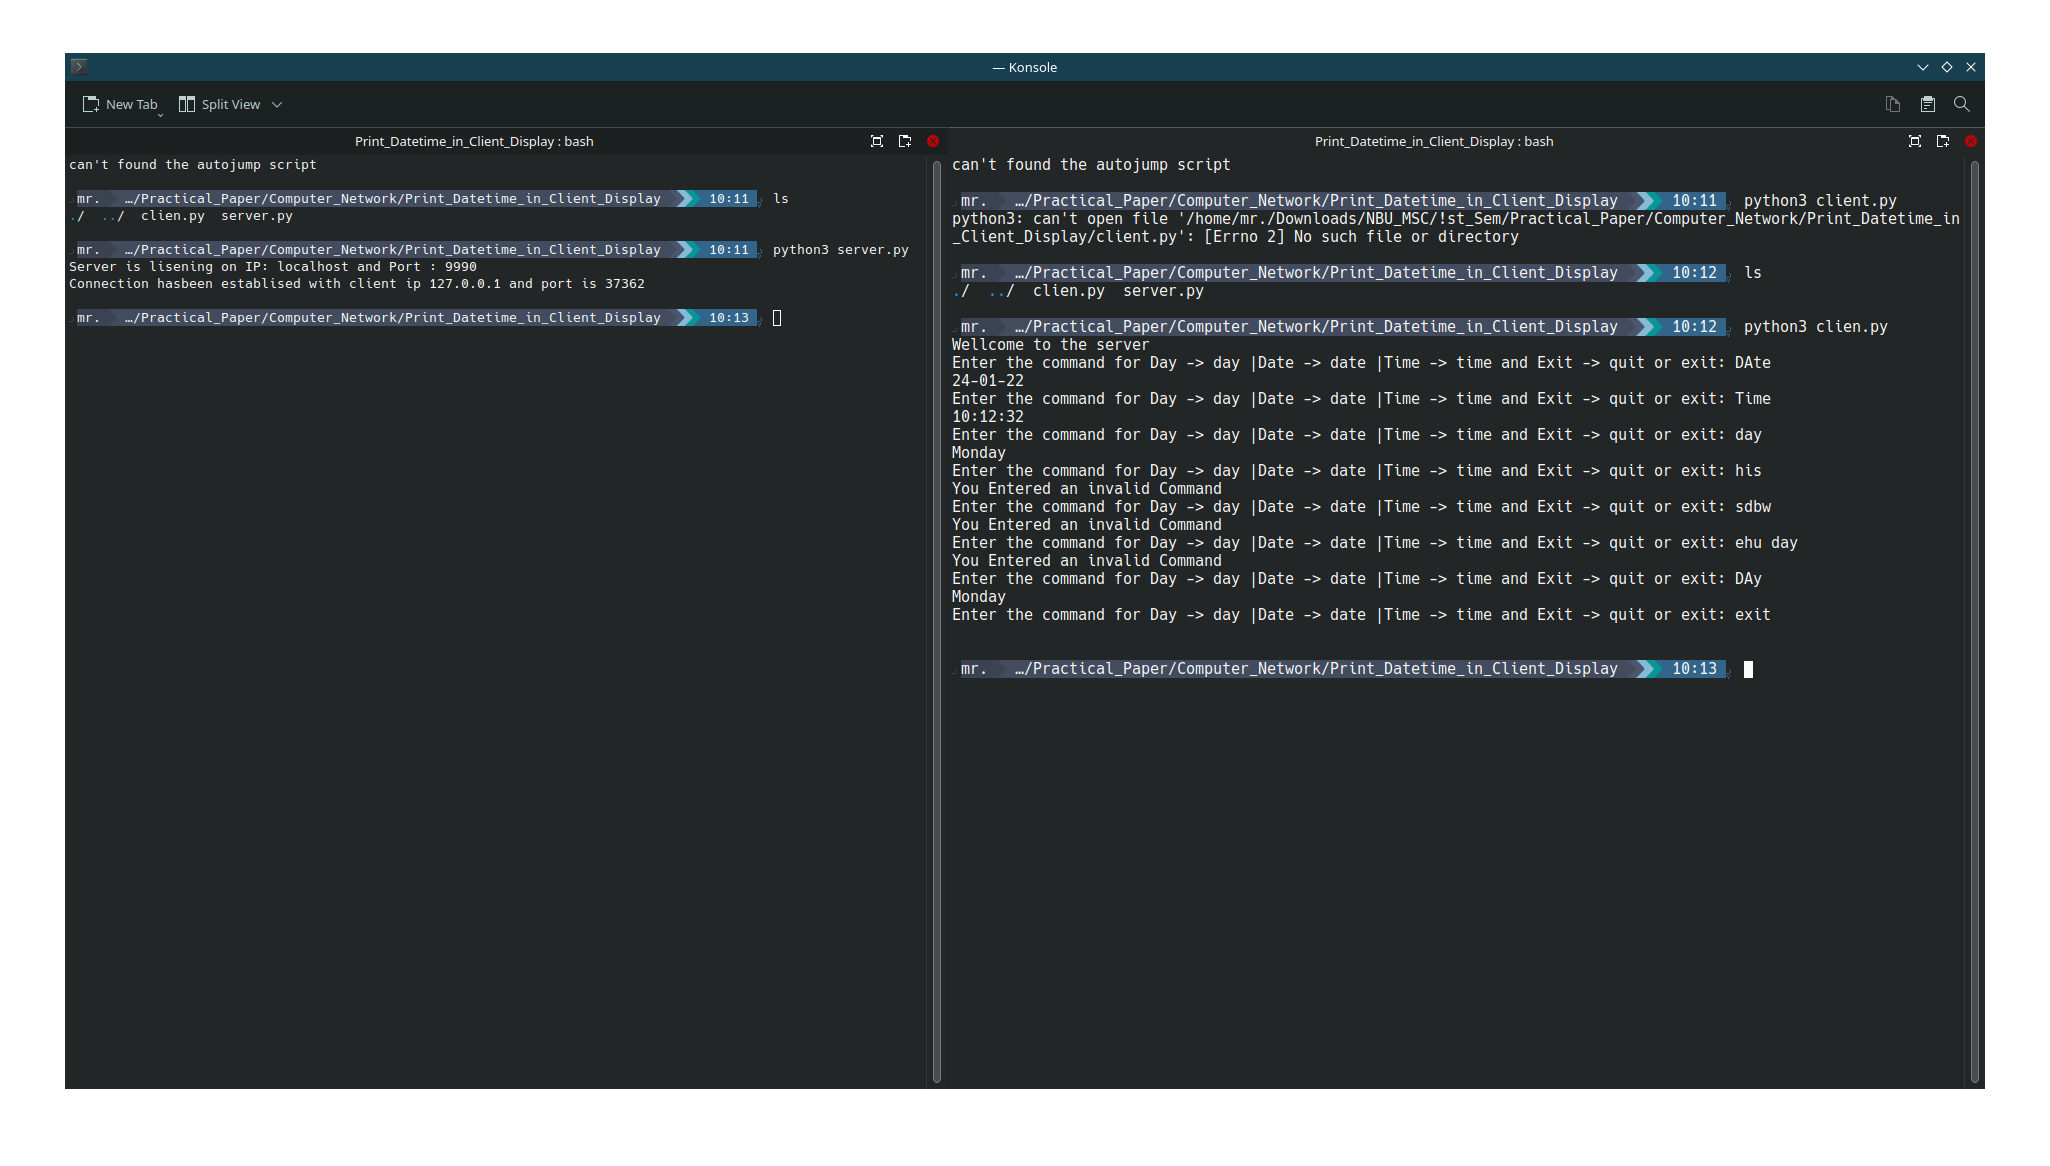 — Konsole
New Tab Split View
Print_Datetime_in_Client_Display : bash
can't found the autojump script
mr. …/Practical_Paper/Computer_Network/Print_Datetime_in_Client_Display 10:11 ls
./ ../ clien.py server.py
mr. …/Practical_Paper/Computer_Network/Print_Datetime_in_Client_Display 10:11 python3 server.py
Server is lisening on IP: localhost and Port : 9990
Connection hasbeen establised with client ip 127.0.0.1 and port is 37362
mr. …/Practical_Paper/Computer_Network/Print_Datetime_in_Client_Display 10:13
Print_Datetime_in_Client_Display : bash
can't found the autojump script
mr. …/Practical_Paper/Computer_Network/Print_Datetime_in_Client_Display 10:11 python3 client.py
python3: can't open file '/home/mr./Downloads/NBU_MSC/!st_Sem/Practical_Paper/Computer_Network/Print_Datetime_in
_Client_Display/client.py': [Errno 2] No such file or directory
mr. …/Practical_Paper/Computer_Network/Print_Datetime_in_Client_Display 10:12 ls
./ ../ clien.py server.py
mr. …/Practical_Paper/Computer_Network/Print_Datetime_in_Client_Display 10:12 python3 clien.py
Wellcome to the server
Enter the command for Day -> day |Date -> date |Time -> time and Exit -> quit or exit: DAte
24-01-22
Enter the command for Day -> day |Date -> date |Time -> time and Exit -> quit or exit: Time
10:12:32
Enter the command for Day -> day |Date -> date |Time -> time and Exit -> quit or exit: day
Monday
Enter the command for Day -> day |Date -> date |Time -> time and Exit -> quit or exit: his
You Entered an invalid Command
Enter the command for Day -> day |Date -> date |Time -> time and Exit -> quit or exit: sdbw
You Entered an invalid Command
Enter the command for Day -> day |Date -> date |Time -> time and Exit -> quit or exit: ehu day
You Entered an invalid Command
Enter the command for Day -> day |Date -> date |Time -> time and Exit -> quit or exit: DAy
Monday
Enter the command for Day -> day |Date -> date |Time -> time and Exit -> quit or exit: exit
mr. …/Practical_Paper/Computer_Network/Print_Datetime_in_Client_Display 10:13